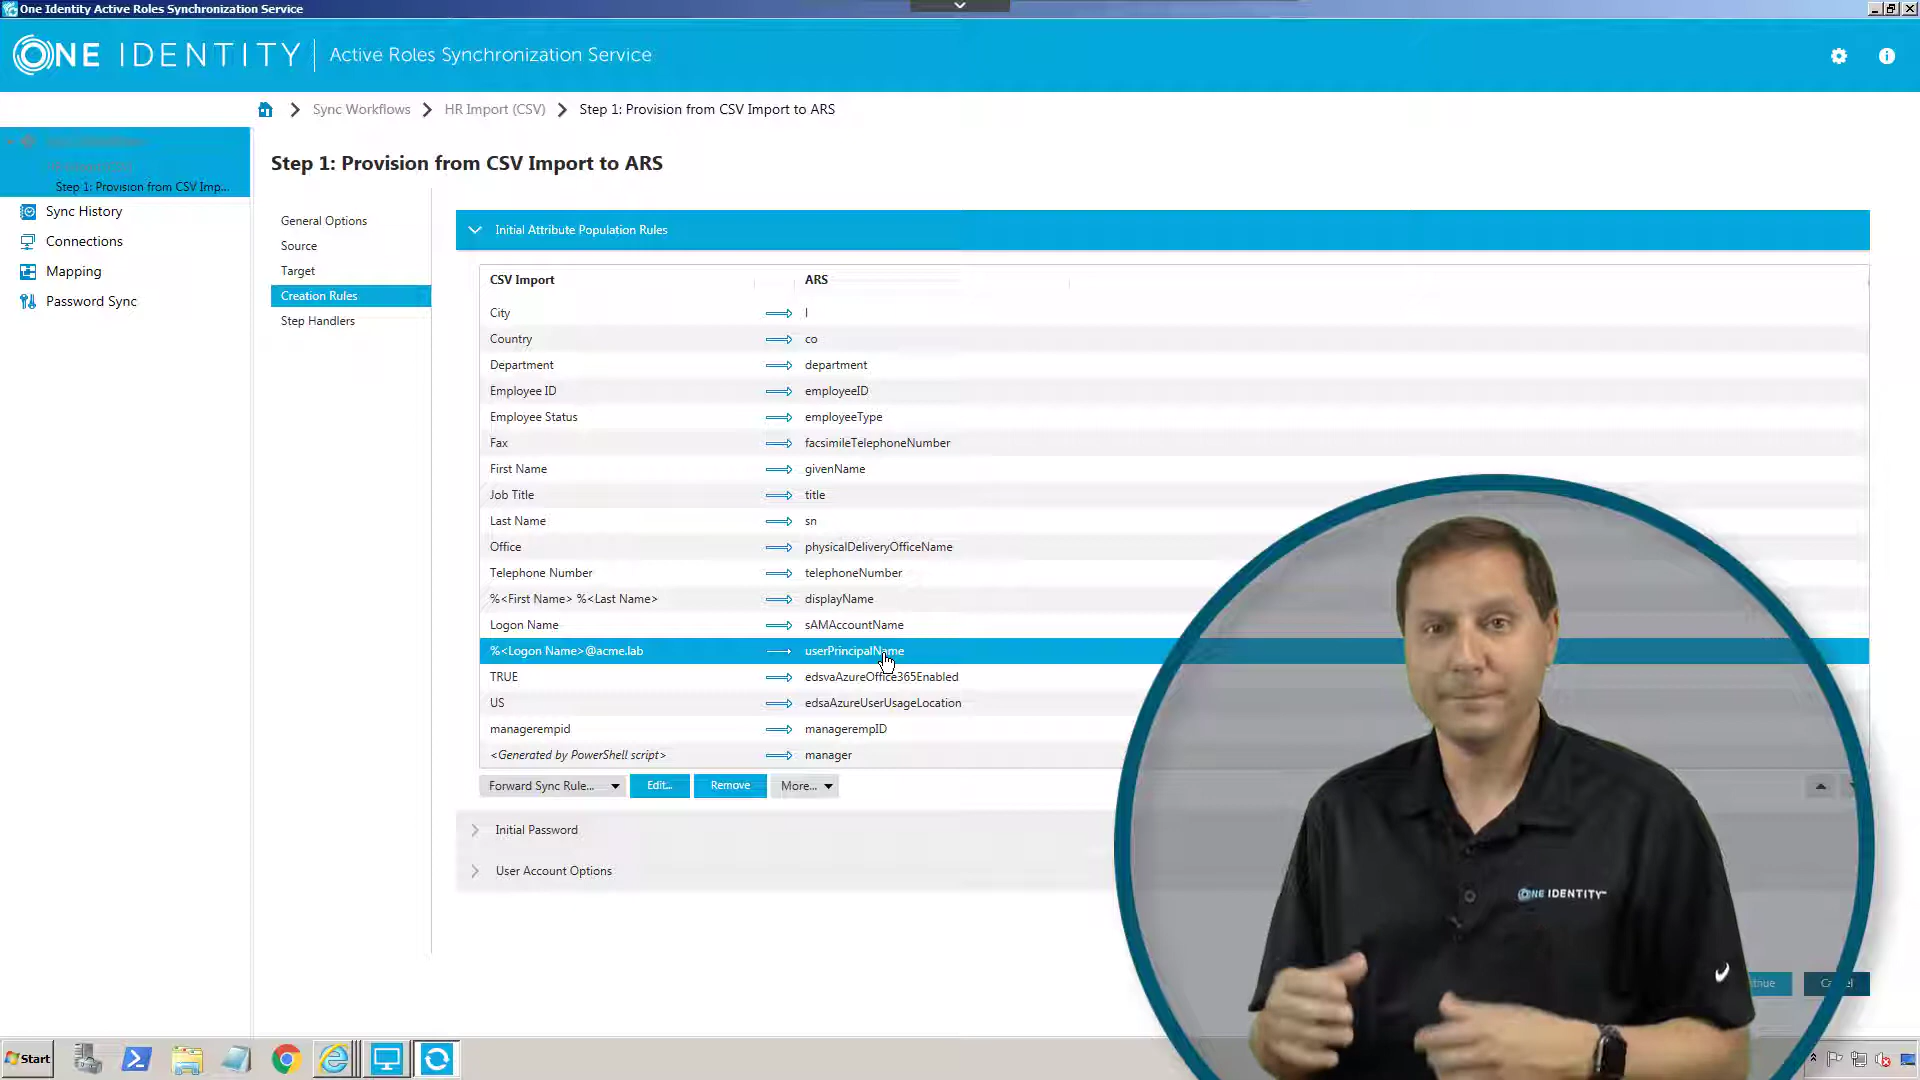 One Identity Active Roles Synchronization Service
ONE IDENTITY
Active Roles Synchronization Service
Sync Workflows
HR Import (CSV)
Step 1: Provision from CSV Import to ARS
Step 1: Provision from CSV Imp...
Sync History
Connections
Mapping
Password Sync
Step 1: Provision from CSV Import to ARS
General Options
Source
Target
Creation Rules
Step Handlers
Initial Attribute Population Rules
CSV Import ARS
City l
Country co
Department department
Employee ID employeeID
Employee Status employeeType
Fax facsimileTelephoneNumber
First Name givenName
Job Title title
Last Name sn
Office physicalDeliveryOfficeName
Telephone Number telephoneNumber
%<First Name> %<Last Name> displayName
Logon Name sAMAccountName
%<Logon Name>@acme.lab userPrincipalName
TRUE edsvaAzureOffice365Enabled
US edsaAzureUserUsageLocation
managerempid managerempID
<Generated by PowerShell script> manager
Forward Sync Rule...
Edit...
Remove
More...
Initial Password
User Account Options
ONE IDENTITY™
Start